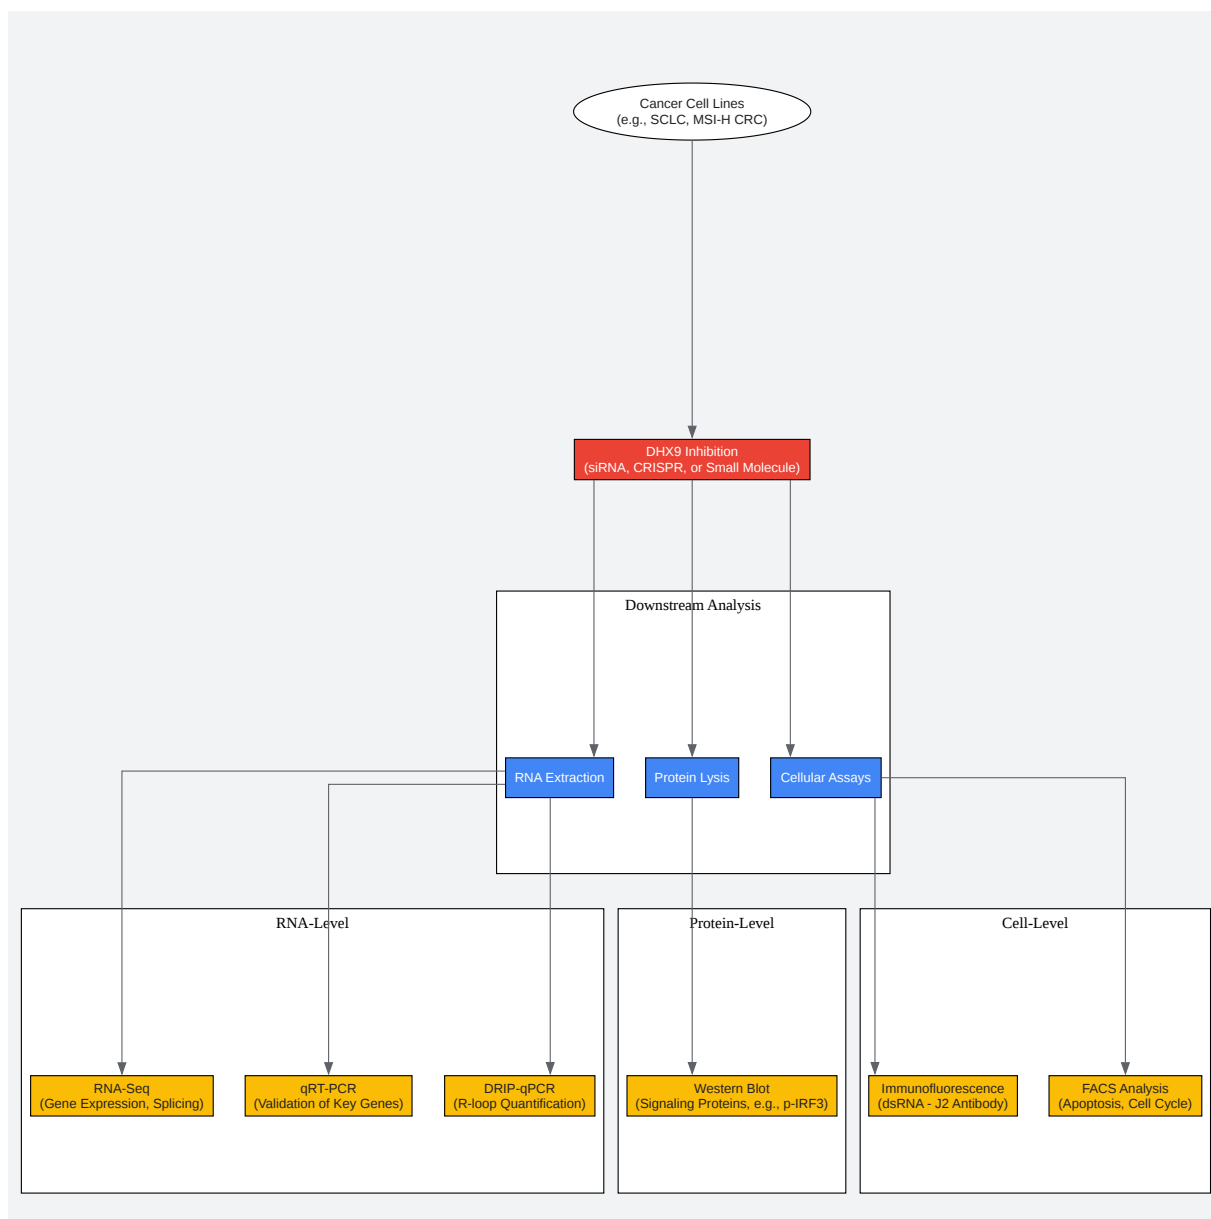 Cancer Cell Lines
(e.g., SCLC, MSI-H CRC)
DHX9 Inhibition
(siRNA, CRISPR, or Small Molecule)
Downstream Analysis
RNA Extraction
Protein Lysis
Cellular Assays
RNA-Level
Protein-Level
Cell-Level
RNA-Seq
(Gene Expression, Splicing)
qRT-PCR
(Validation of Key Genes)
DRIP-qPCR
(R-loop Quantification)
Western Blot
(Signaling Proteins, e.g., p-IRF3)
Immunofluorescence
(dsRNA - J2 Antibody)
FACS Analysis
(Apoptosis, Cell Cycle)